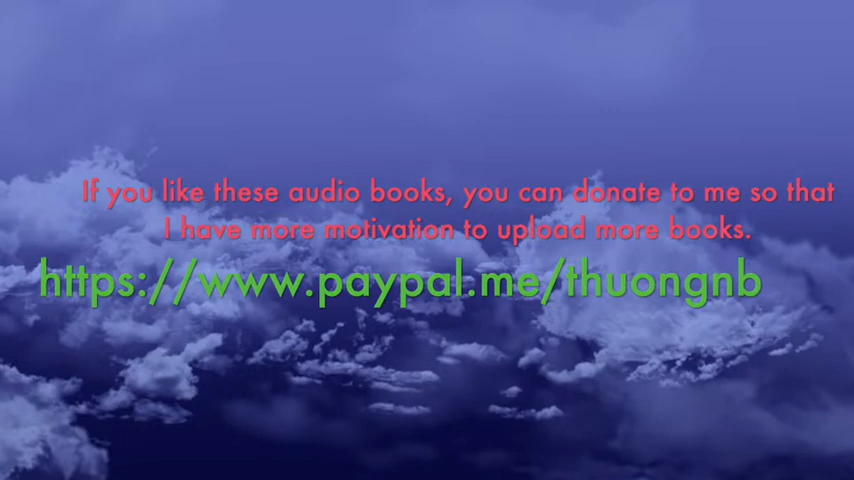 If you like these audio books, you can donate to me so that
I have more motivation to upload more books.
https://www.paypal.me/thuongnb